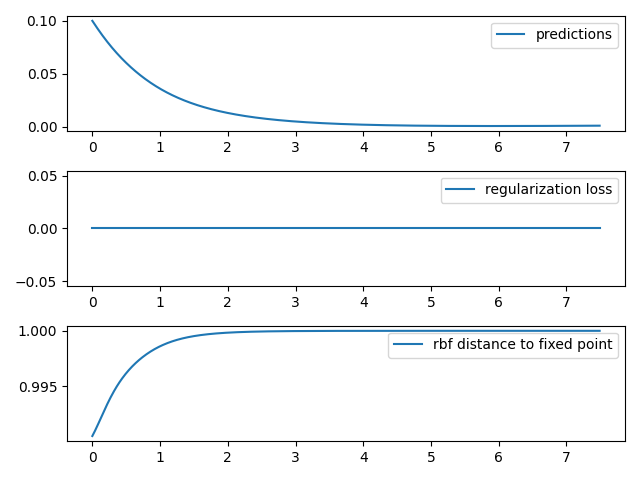 0.10
predictions
0.05
0.00
0 1 2 3 4 5 6 7
0.05
regularization loss
0.00
−0.05
0 1 2 3 4 5 6 7
1.000
rbf distance to fixed point
0.995
0 1 2 3 4 5 6 7